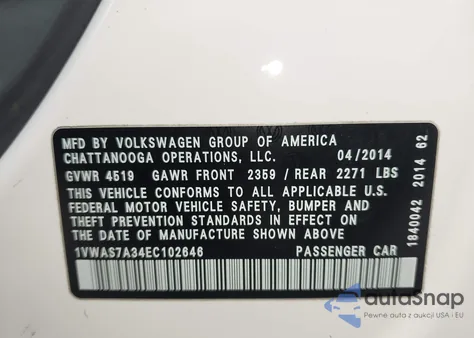 MFD BY VOLKSWAGEN GROUP OF AMERICA
CHATTANOOGA OPERATIONS, LLC. 04/2014
GVWR 4519 GAWR FRONT 2359 / REAR 2271 LBS
THIS VEHICLE CONFORMS TO ALL APPLICABLE U.S.
FEDERAL MOTOR VEHICLE SAFETY, BUMPER AND
THEFT PREVENTION STANDARDS IN EFFECT ON
THE DATE OF MANUFACTURE SHOWN ABOVE.
1VWAS7A34EC102646 PASSENGER CAR
1840042 2014 62
autosnap
Pewne auta z aukcji USA i EU